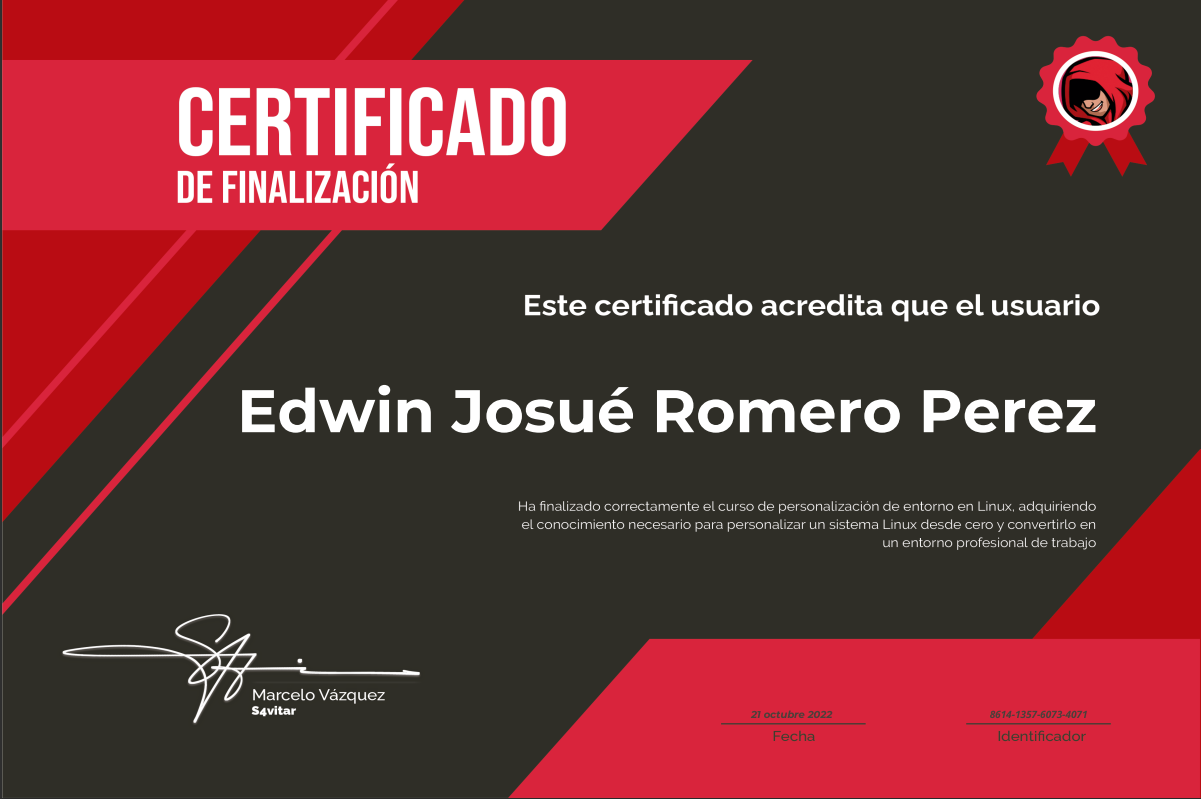 CERTIFICADO
DE FINALIZACIÓN
Este certificado acredita que el usuario
Edwin Josué Romero Perez
Ha finalizado correctamente el curso de personalización de entorno en Linux, adquiriendo
el conocimiento necesario para personalizar un sistema Linux desde cero y convertirlo en
un entorno profesional de trabajo
Marcelo Vázquez
S4vitar
21 octubre 2022
Fecha
8614-1357-6073-4071
Identificador